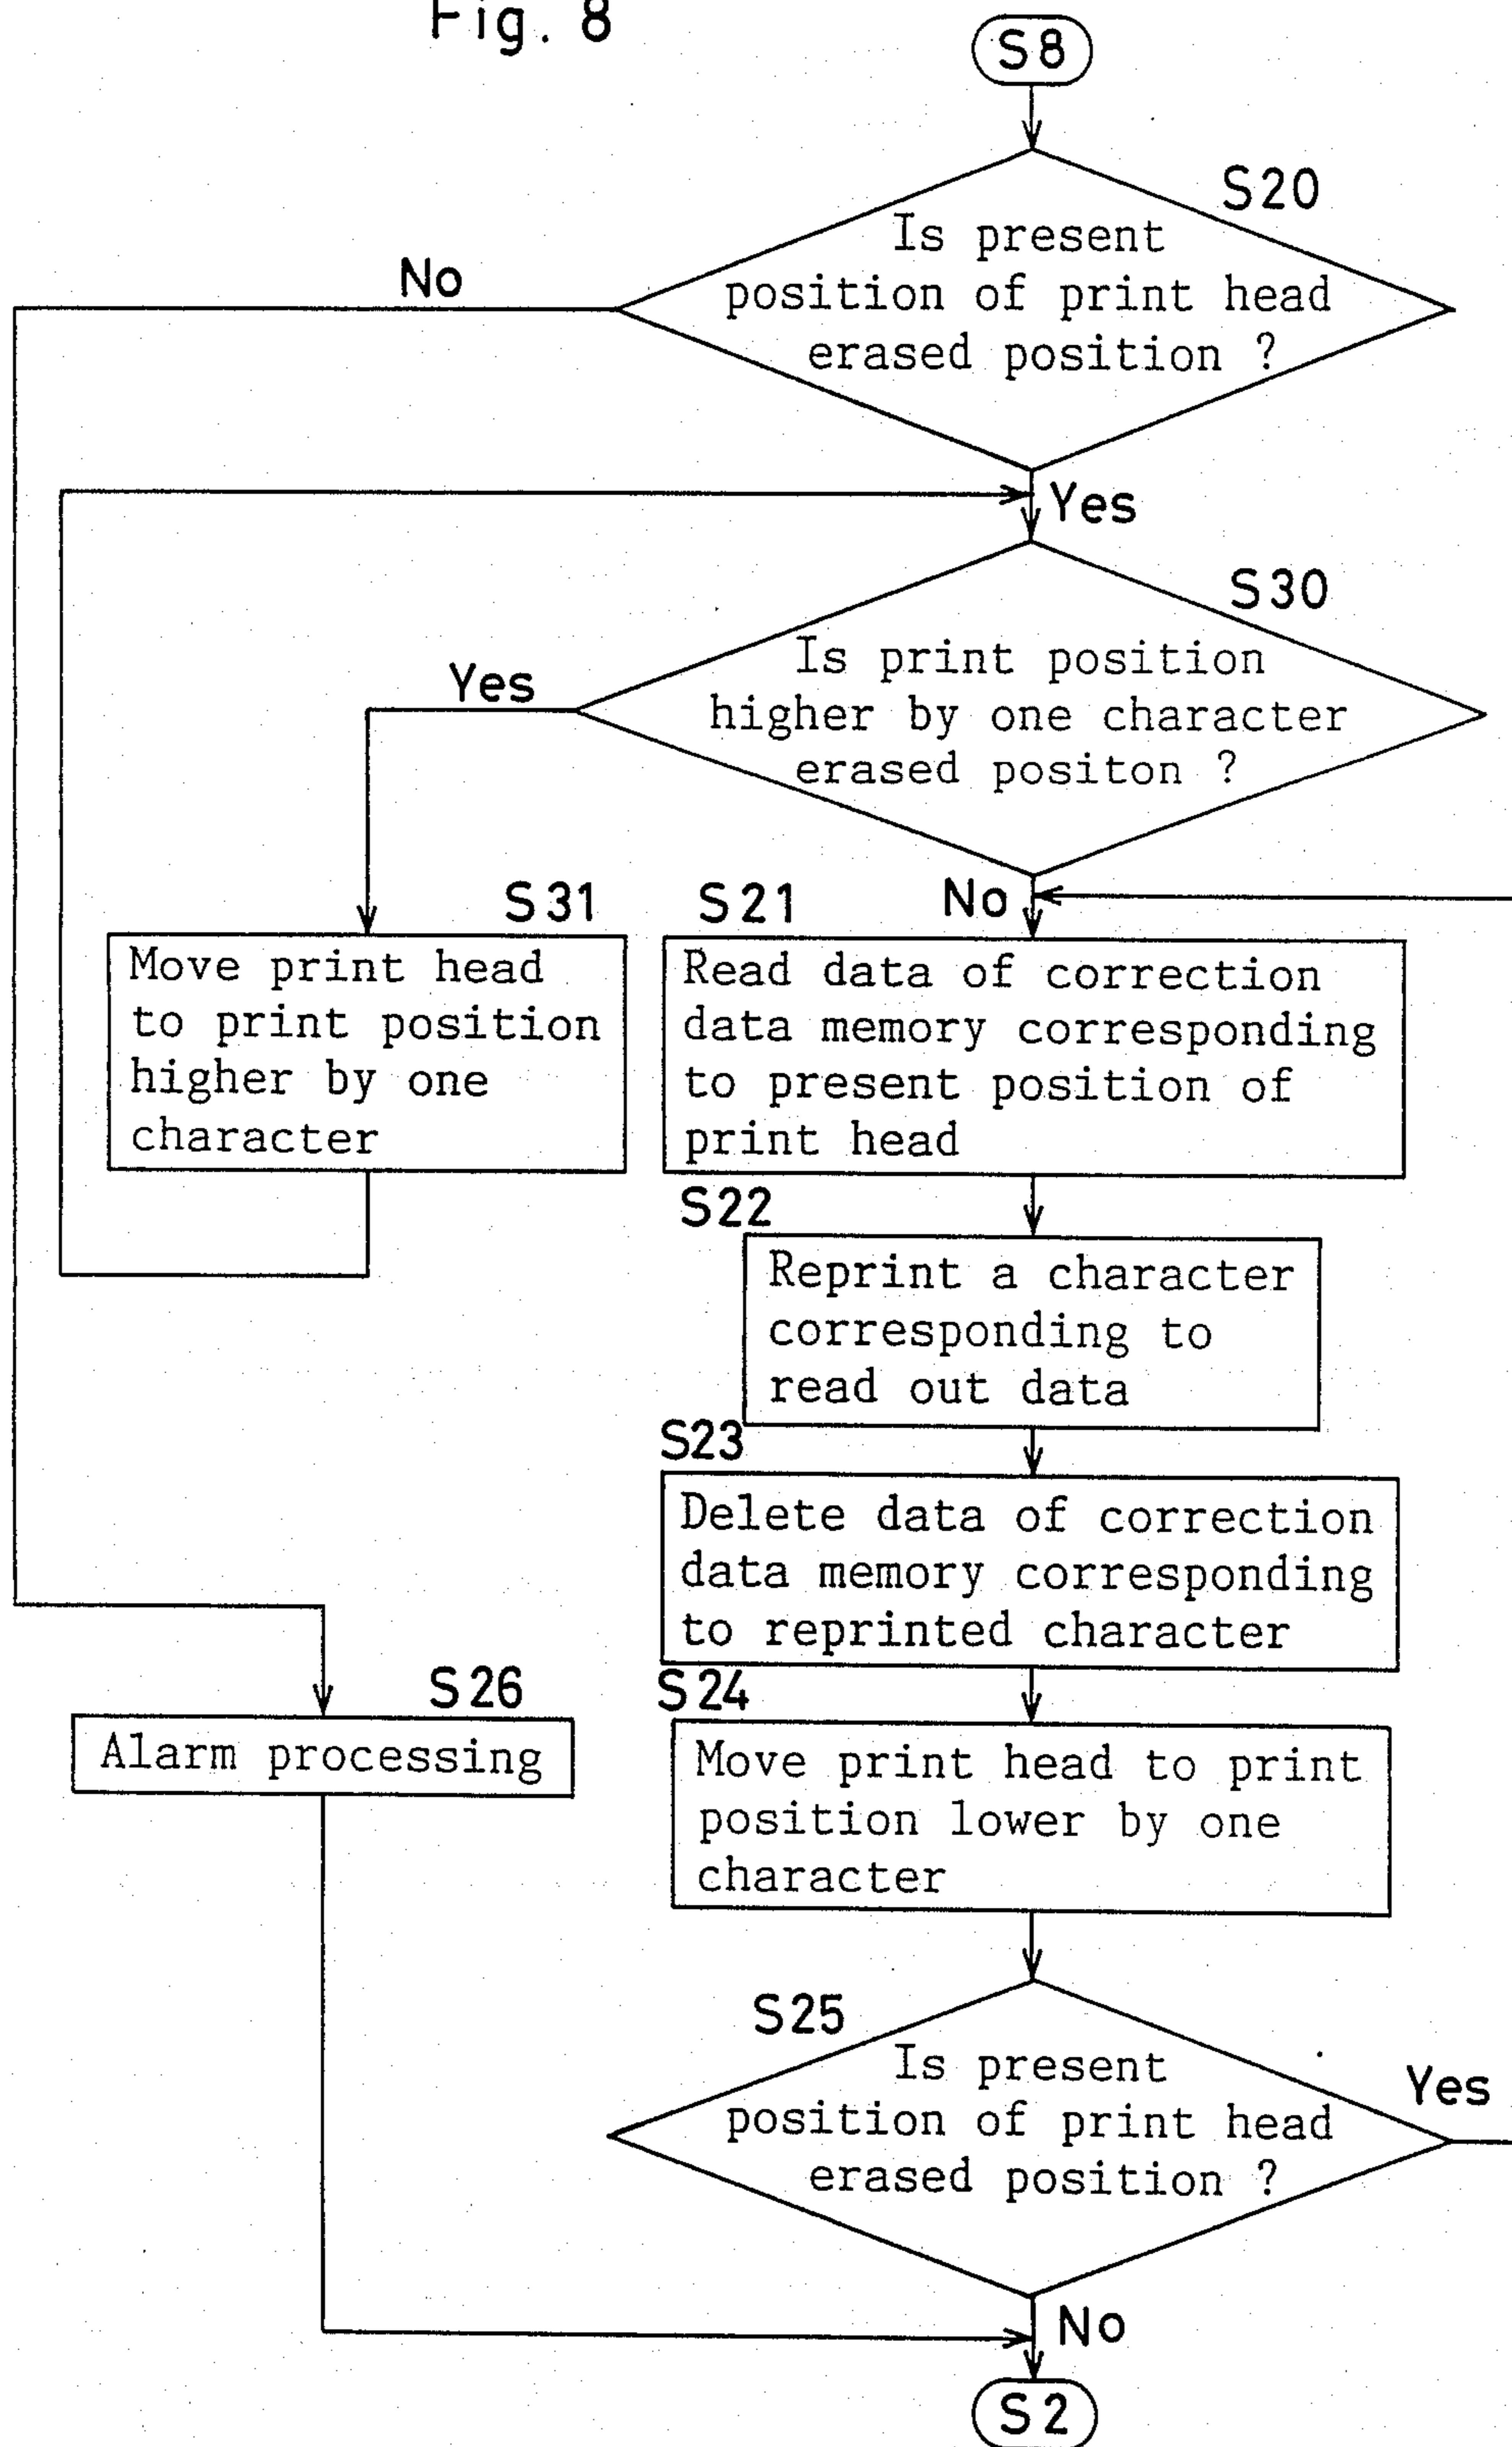 Fig. 8
S8
S20
Is present
position of print head
erased position ?
No
Yes
S30
Is print position
higher by one character
erased positon ?
Yes
No
S31
Move print head
to print position
higher by one
character
S21
Read data of correction
data memory corresponding
to present position of
print head
S22
Reprint a character
corresponding to
read out data
S23
Delete data of correction
data memory corresponding
to reprinted character
S26
Alarm processing
S24
Move print head to print
position lower by one
character
S25
Is present
position of print head
erased position ?
Yes
No
S2